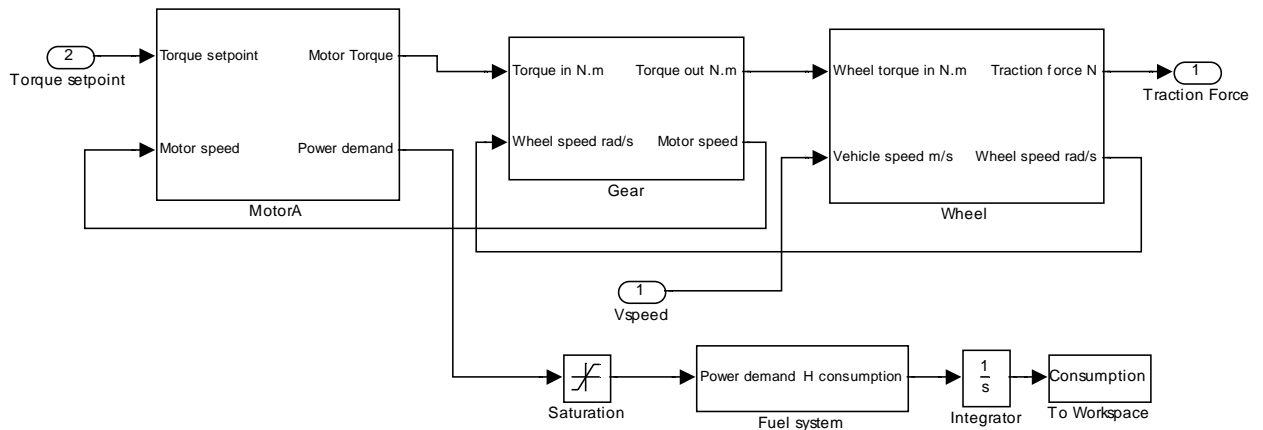 2
Torque setpoint
Torque setpoint
Motor Torque
Motor speed
Power demand
MotorA
Torque in N.m
Torque out N.m
Wheel speed rad/s
Motor speed
Gear
Wheel torque in N.m
Traction force N
Vehicle speed m/s
Wheel speed rad/s
Wheel
1
Traction Force
1
Vspeed
Saturation
Power demand H consumption
Fuel system
1
s
Integrator
Consumption
To Workspace